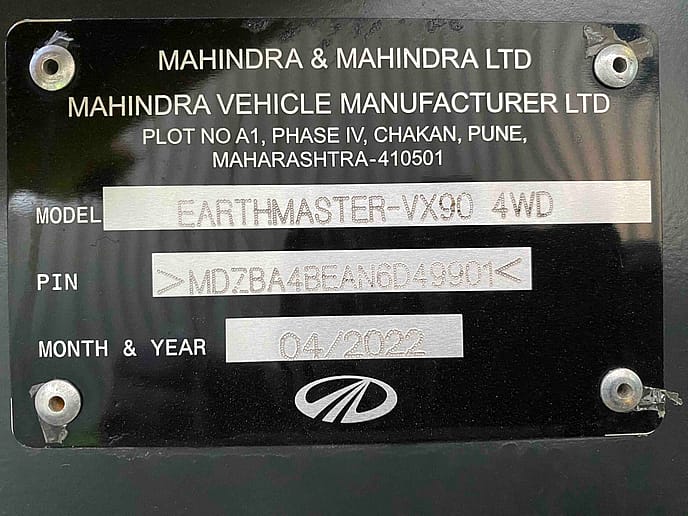 MAHINDRA & MAHINDRA LTD
MAHINDRA VEHICLE MANUFACTURER LTD
PLOT NO A1, PHASE IV, CHAKAN, PUNE,
MAHARASHTRA-410501
MODEL EARTHMASTER-VX90 4WD
PIN >MDZBA4BEAN6D49901<
MONTH & YEAR 04/2022